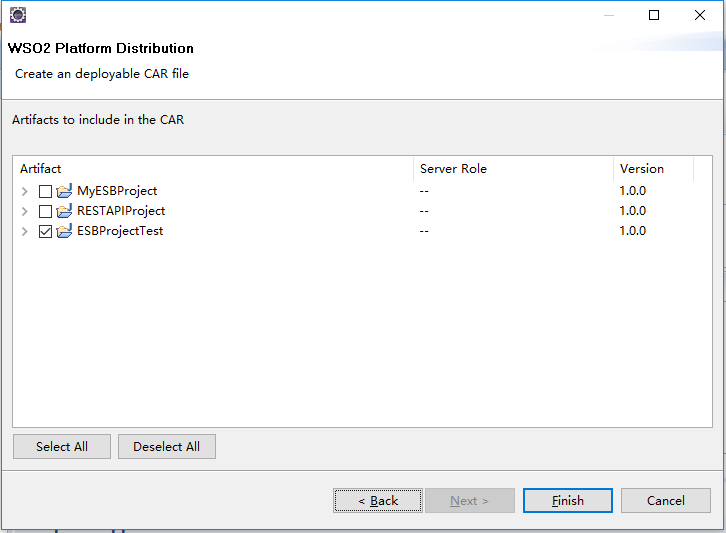 WSO2 Platform Distribution
Create an deployable CAR file
Artifacts to include in the CAR
Artifact Server Role Version
MyESBProject -- 1.0.0
RESTAPIProject -- 1.0.0
ESBProjectTest -- 1.0.0
Select All Deselect All
< Back Next > Finish Cancel